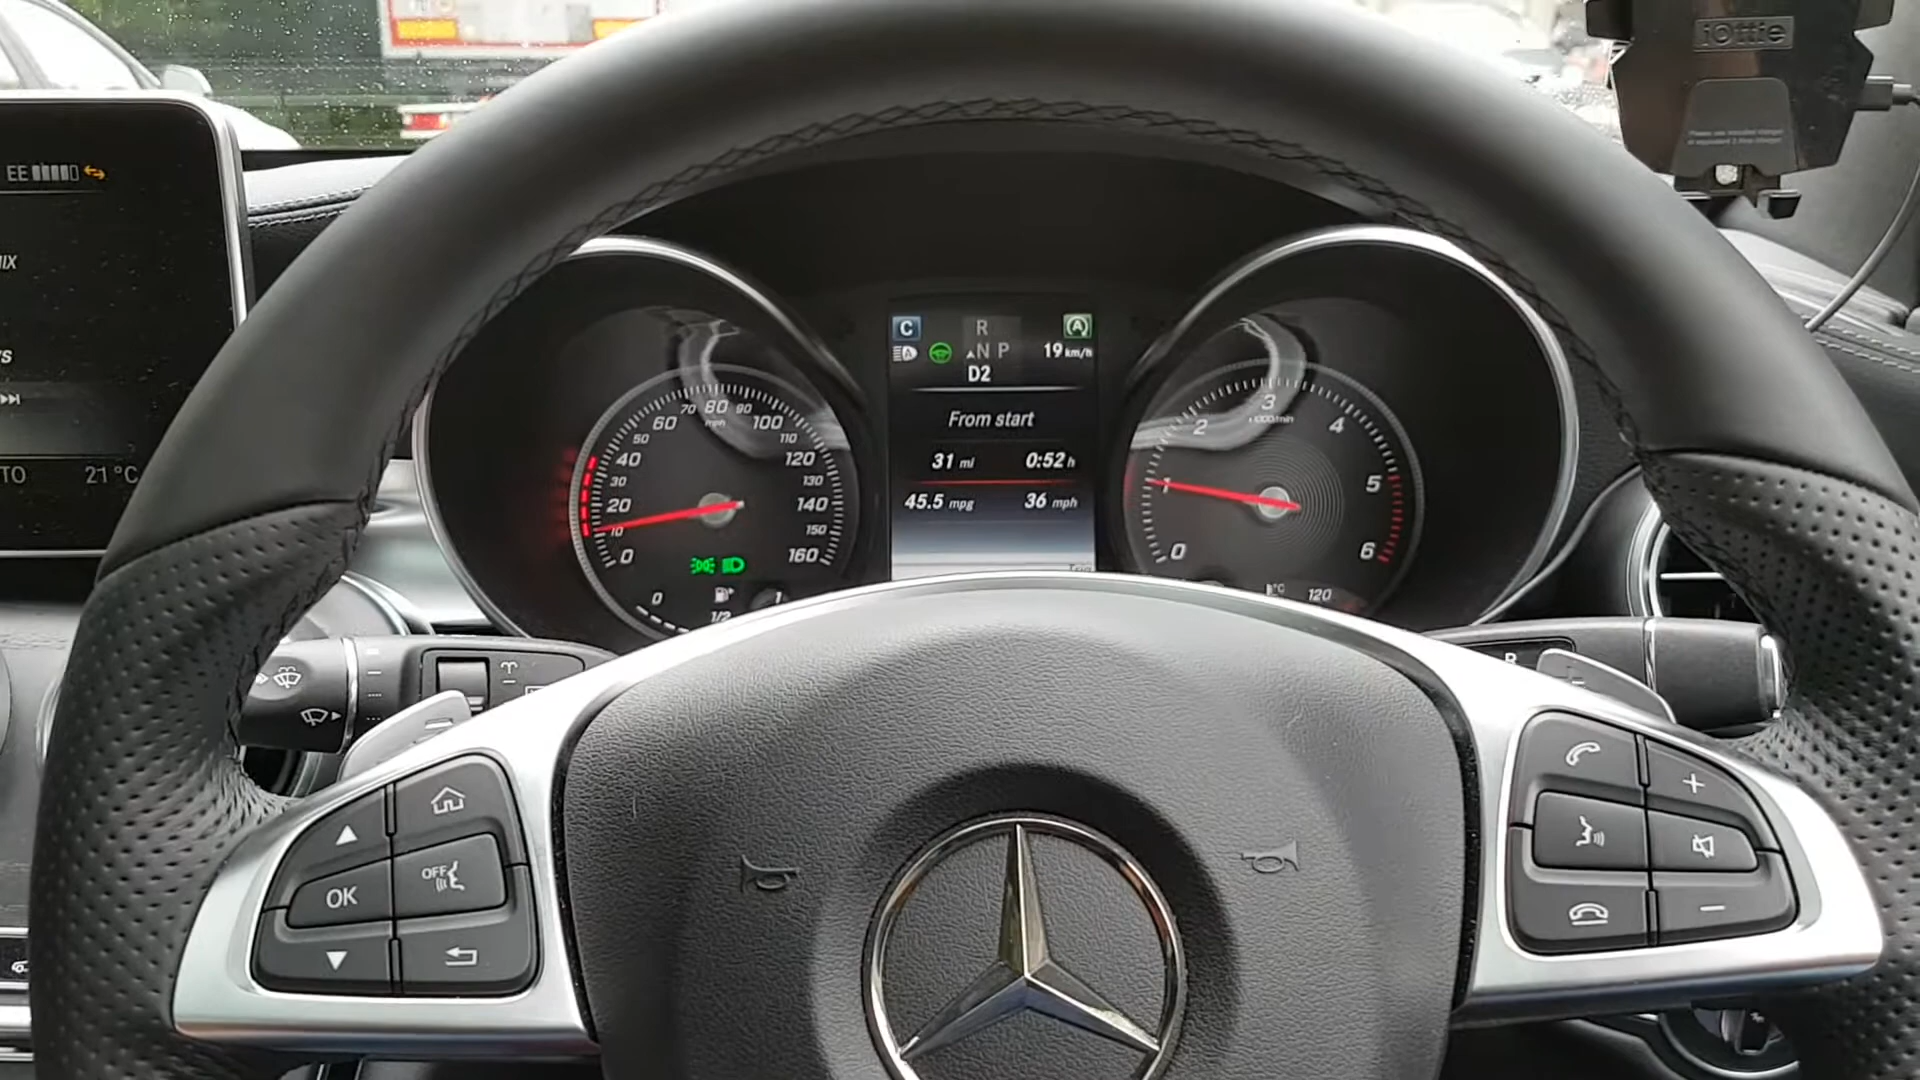 iOttie
EE
IX
S
TO 21 °C
C R A
A N P 19 km/h
D2
From start
31 mi 0:52 h
45.5 mpg 36 mph
0 10 20 30 40 50 60 70 80 90 100 110 120 130 140 150 160
mph
0 1/2 1
0 1 2 3 4 5 6
x1000/min
°C 120
R
OFF
OK
+
−